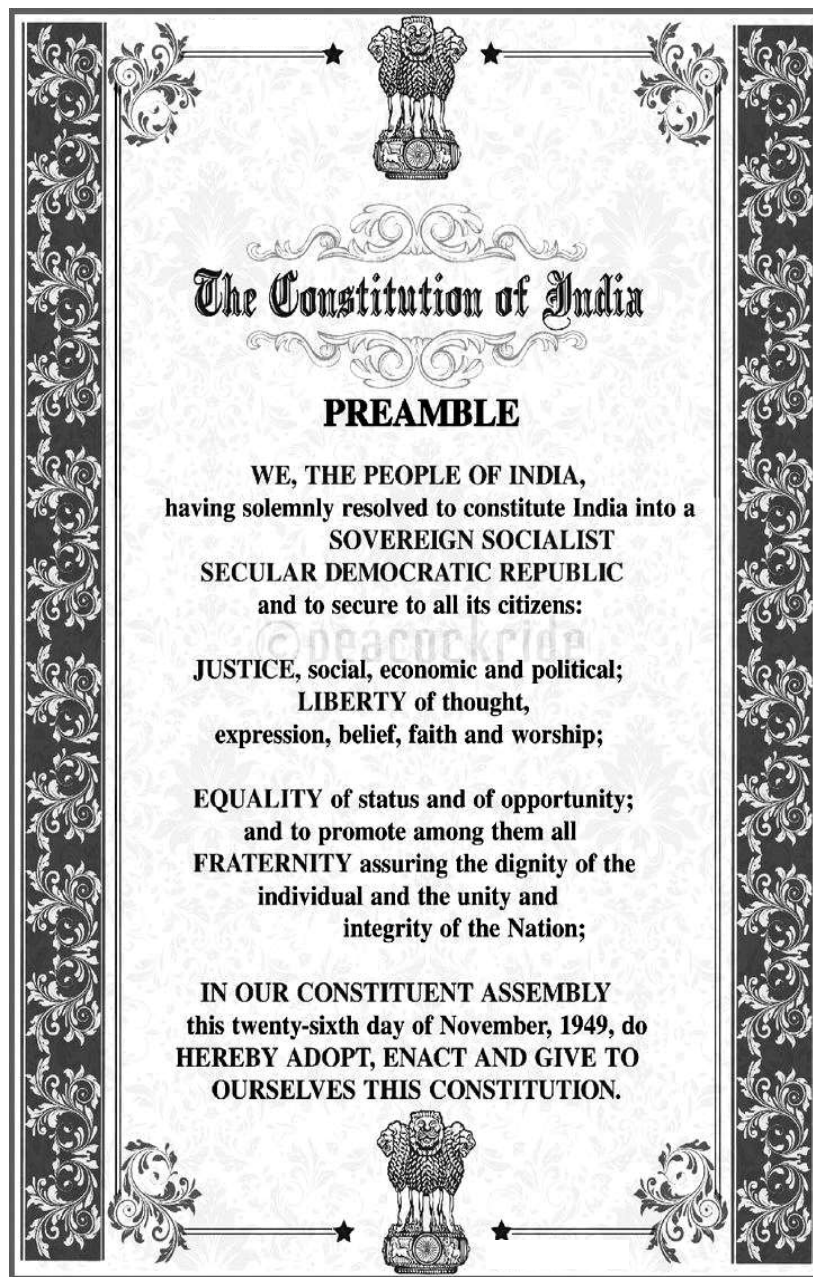 The Constitution of India
PREAMBLE
WE, THE PEOPLE OF INDIA,
having solemnly resolved to constitute India into a
SOVEREIGN SOCIALIST
SECULAR DEMOCRATIC REPUBLIC
and to secure to all its citizens:
©peacockride
JUSTICE, social, economic and political;
LIBERTY of thought,
expression, belief, faith and worship;
EQUALITY of status and of opportunity;
and to promote among them all
FRATERNITY assuring the dignity of the
individual and the unity and
integrity of the Nation;
IN OUR CONSTITUENT ASSEMBLY
this twenty-sixth day of November, 1949, do
HEREBY ADOPT, ENACT AND GIVE TO
OURSELVES THIS CONSTITUTION.